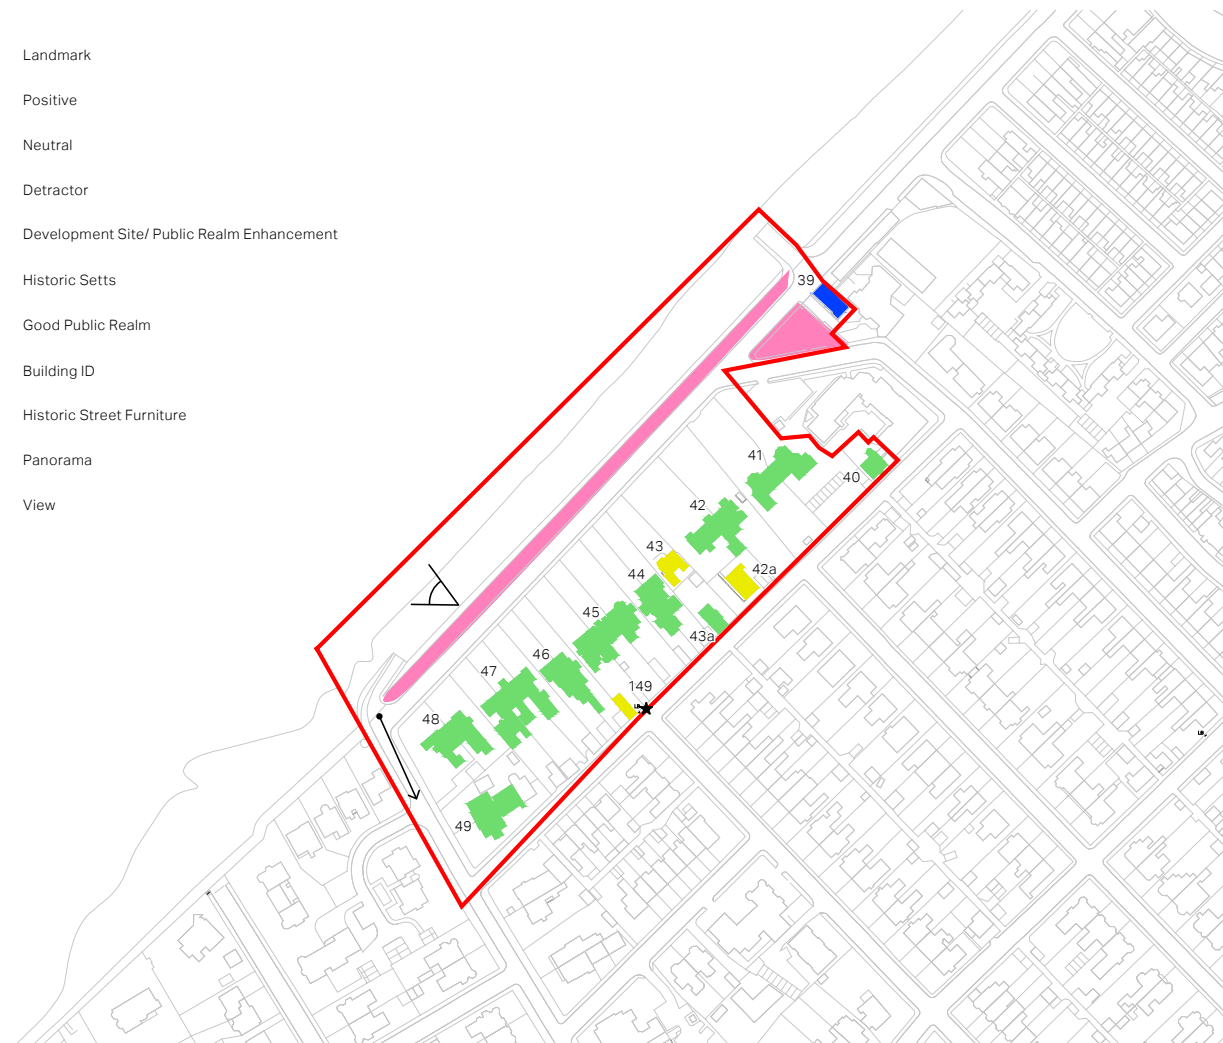 Landmark
Positive
Neutral
Detractor
Development Site/ Public Realm Enhancement
Historic Setts
Good Public Realm
Building ID
Historic Street Furniture
Panorama
View
39
41
40
42
43
42a
44
45
43a
46
149
47
48
49